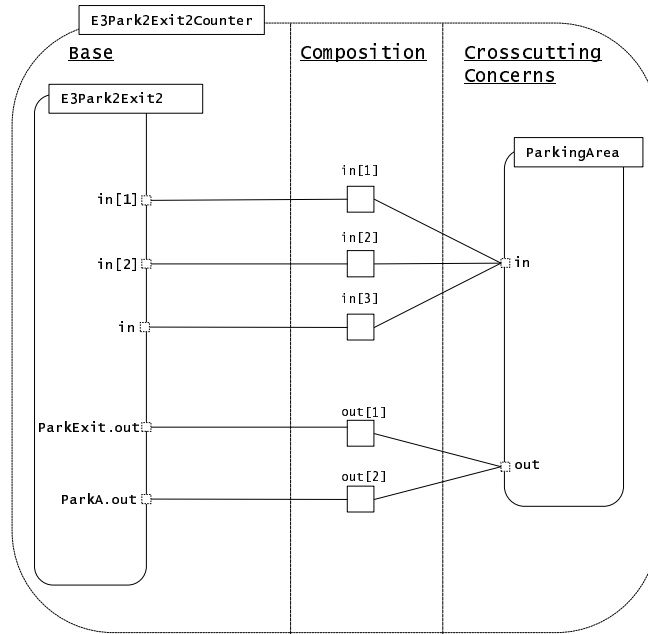 E3Park2Exit2Counter
Base
Composition
Crosscutting
Concerns
E3Park2Exit2
ParkingArea
in[1]
in[1]
in[2]
in[2]
in
in[3]
in
ParkExit.out
out[1]
out
ParkA.out
out[2]